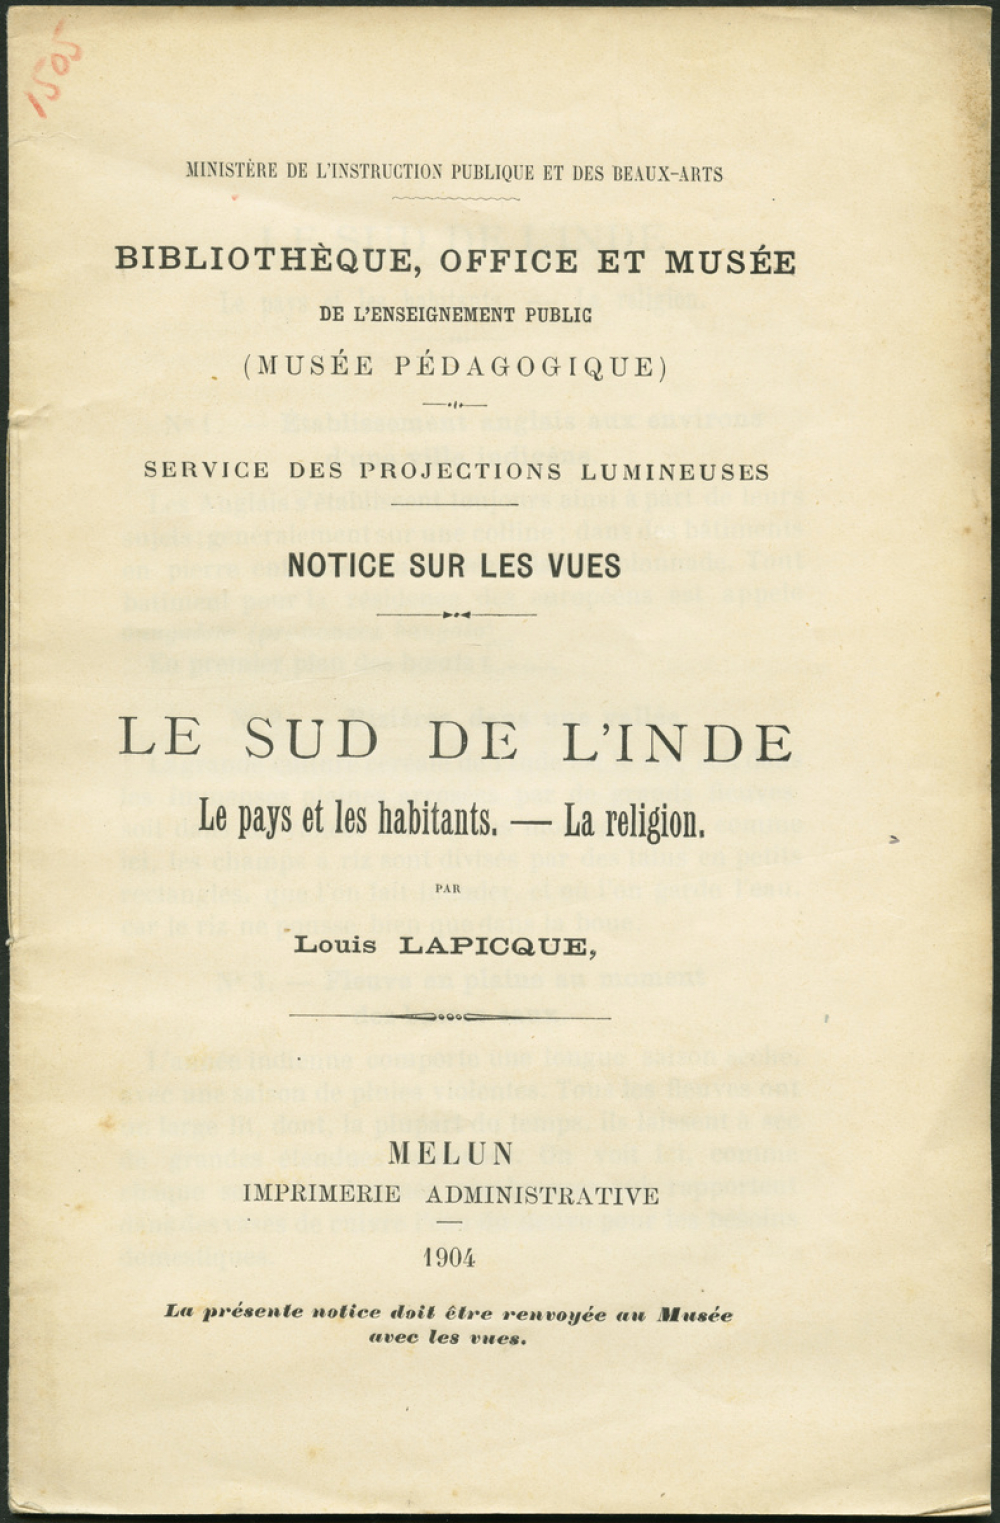 1505
MINISTÈRE DE L'INSTRUCTION PUBLIQUE ET DES BEAUX-ARTS
BIBLIOTHÈQUE, OFFICE ET MUSÉE
DE L'ENSEIGNEMENT PUBLIC
(MUSÉE PÉDAGOGIQUE)
SERVICE DES PROJECTIONS LUMINEUSES
NOTICE SUR LES VUES
LE SUD DE L'INDE
Le pays et les habitants. — La religion.
PAR
Louis LAPICQUE,
MELUN
IMPRIMERIE ADMINISTRATIVE
1904
La présente notice doit être renvoyée au Musée
avec les vues.